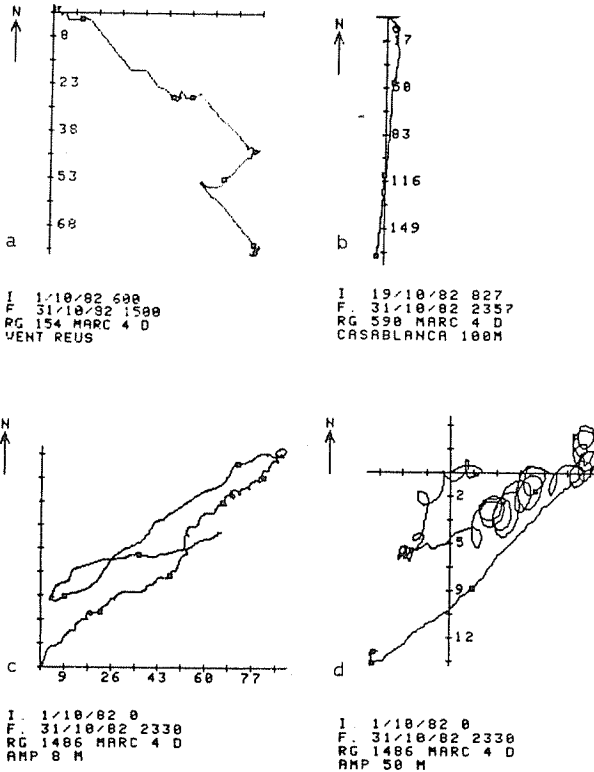 N
8
23
38
53
68
a
I 1/10/82 600
F. 31/10/82 1500
RG 154 MARC 4 D
VENT REUS
N
17
50
83
116
149
b
I 19/10/82 827
F. 31/10/82 2357
RG 590 MARC 4 D
CASABLANCA 100M
N
9 26 43 60 77
c
I. 1/10/82 0
F. 31/10/82 2330
RG 1486 MARC 4 D
AMP 8 M
N
2
5
9
12
d
I. 1/10/82 0
F. 31/10/82 2330
RG 1486 MARC 4 D
AMP 50 M